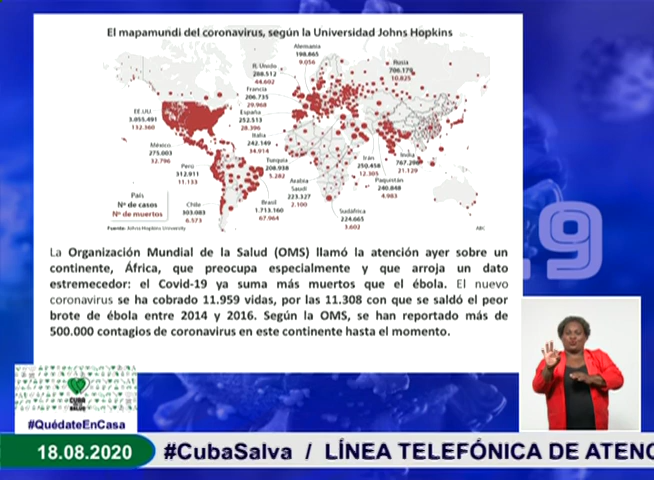 El mapamundi del coronavirus, según la Universidad Johns Hopkins
Alemania
198.865
9.056
R. Unido
288.512
44.602
Rusia
706.179
10.825
Francia
206.735
29.968
EE.UU.
3.055.491
132.360
España
252.513
28.396
Italia
242.149
34.914
México
275.003
32.796
Turquía
208.938
5.282
Irán
250.458
12.305
India
767.296
21.129
Perú
312.911
11.133
Arabia
Saudí
223.327
2.100
Paquistán
240.848
4.983
País
Nº de casos
Nº de muertos
Chile
303.083
6.573
Brasil
1.713.160
67.964
Sudáfrica
224.665
3.602
Fuente: Johns Hopkins University
ABC
La Organización Mundial de la Salud (OMS) llamó la atención ayer sobre un
continente, África, que preocupa especialmente y que arroja un dato
estremecedor: el Covid-19 ya suma más muertos que el ébola. El nuevo
coronavirus se ha cobrado 11.959 vidas, por las 11.308 con que se saldó el peor
brote de ébola entre 2014 y 2016. Según la OMS, se han reportado más de
500.000 contagios de coronavirus en este continente hasta el momento.
19
CUBA
SALUD
#QuédateEnCasa
18.08.2020
#CubaSalva / LÍNEA TELEFÓNICA DE ATENC